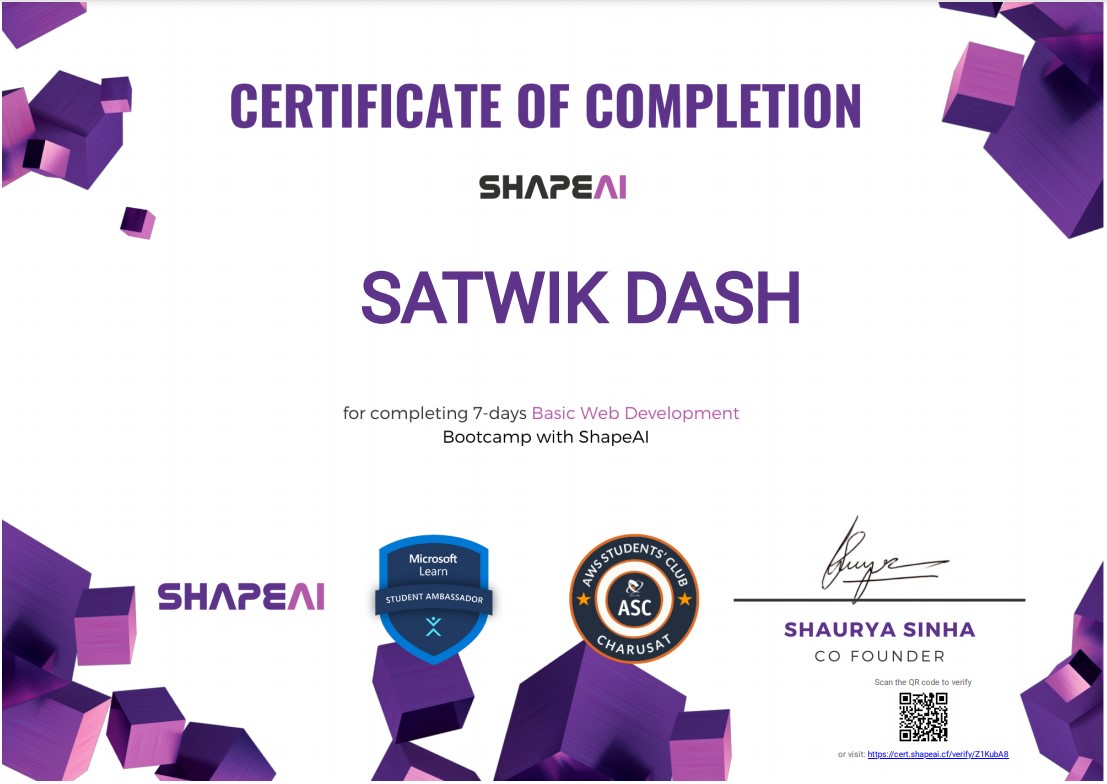 CERTIFICATE OF COMPLETION
SHAPEAI
SATWIK DASH
for completing 7-days Basic Web Development
Bootcamp with ShapeAI
SHAPEAI
Microsoft
Learn
STUDENT AMBASSADOR
AWS STUDENTS' CLUB
ASC
CHARUSAT
SHAURYA SINHA
CO FOUNDER
Scan the QR code to verify
or visit: https://cert.shapeai.cf/verify/Z1KubA8